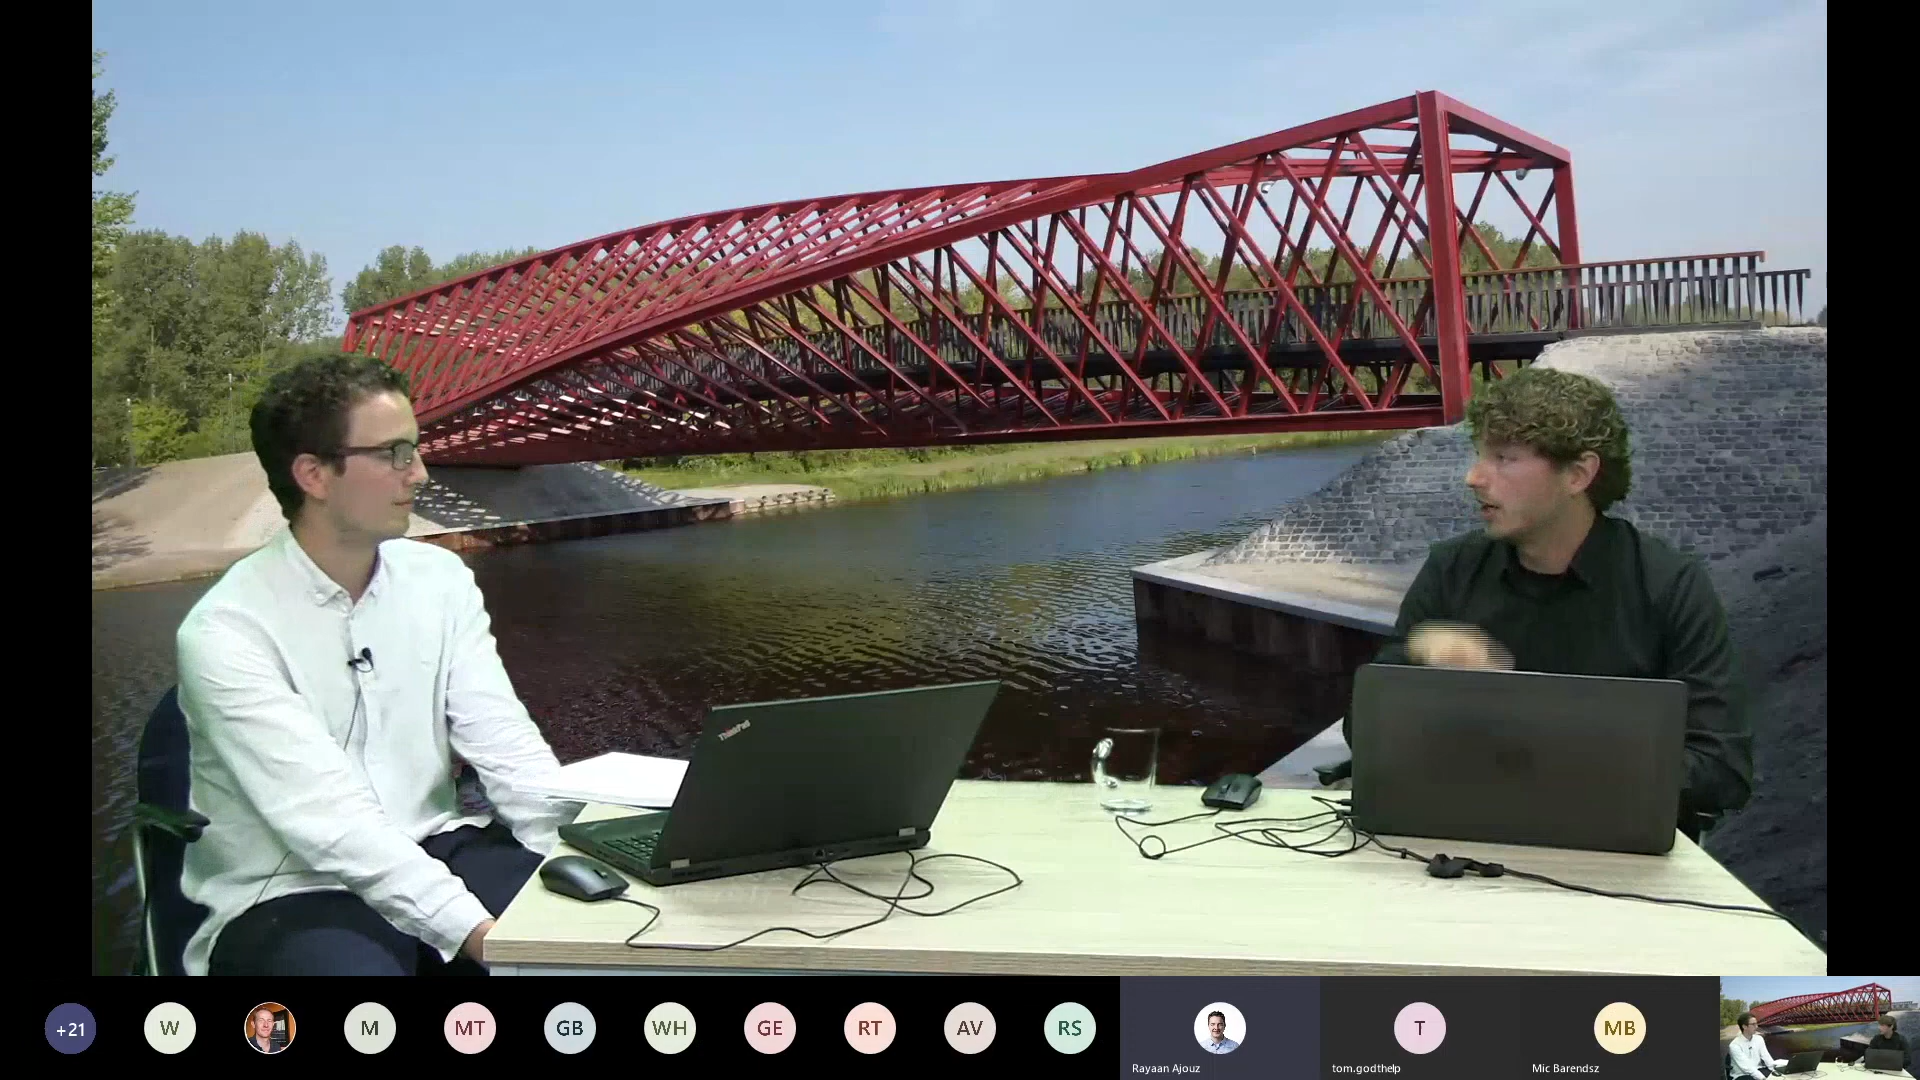 ThinkPad
+21
W
M
MT
GB
WH
GE
RT
AV
RS
T
MB
Rayaan Ajouz
tom.godthelp
Mic Barendsz